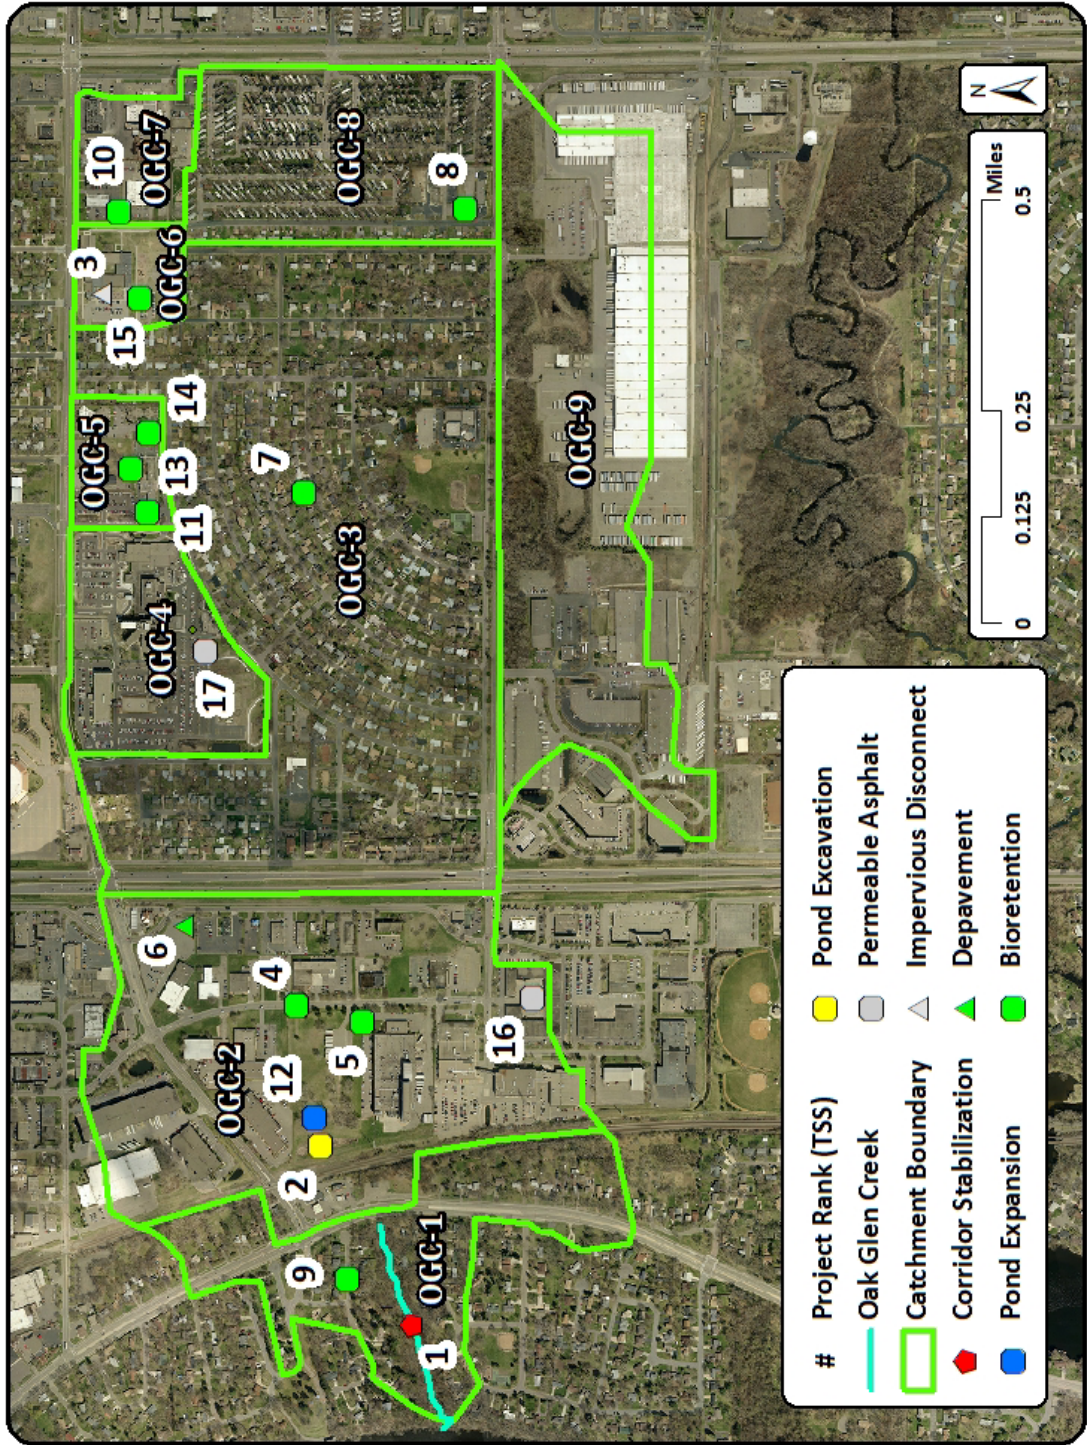 10
OGC-7
OGC-8
8
3
OGC-6
15
14
OGC-5
13
11
7
OGC-3
OGC-4
17
OGC-9
6
4
5
12
OGC-2
16
2
9
OGC-1
1
N
0 0.125 0.25 0.5
Miles
# Project Rank (TSS)
Oak Glen Creek
Catchment Boundary
Corridor Stabilization
Pond Expansion
Pond Excavation
Permeable Asphalt
Impervious Disconnect
Depavement
Bioretention